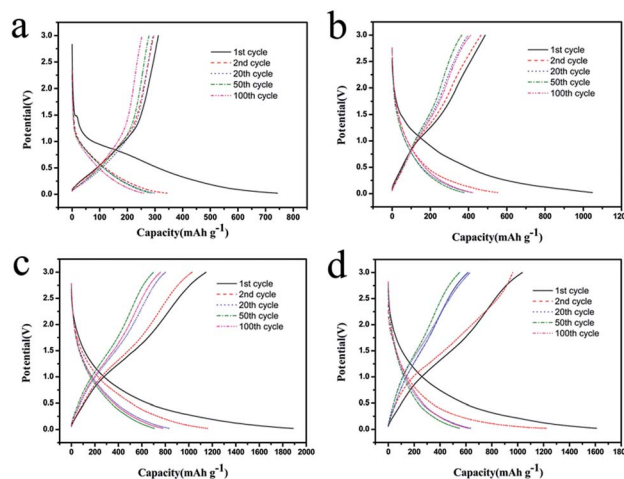 a
3.0
2.5
2.0
1.5
1.0
0.5
0.0
Potential(V)
1st cycle
2nd cycle
20th cycle
50th cycle
100th cycle
0 100 200 300 400 500 600 700 800
Capacity(mAh g-1)
b
3.0
2.5
2.0
1.5
1.0
0.5
0.0
Potential(V)
1st cycle
2nd cycle
20th cycle
50th cycle
100th cycle
0 200 400 600 800 1000 1200
Capacity(mAh g-1)
c
3.0
2.5
2.0
1.5
1.0
0.5
0.0
Potential(V)
1st cycle
2nd cycle
20th cycle
50th cycle
100th cycle
0 200 400 600 800 1000 1200 1400 1600 1800 2000
Capacity(mAh g-1)
d
3.0
2.5
2.0
1.5
1.0
0.5
0.0
Potential(V)
1st cycle
2nd cycle
20th cycle
50th cycle
100th cycle
0 200 400 600 800 1000 1200 1400 1600
Capacity(mAh g-1)